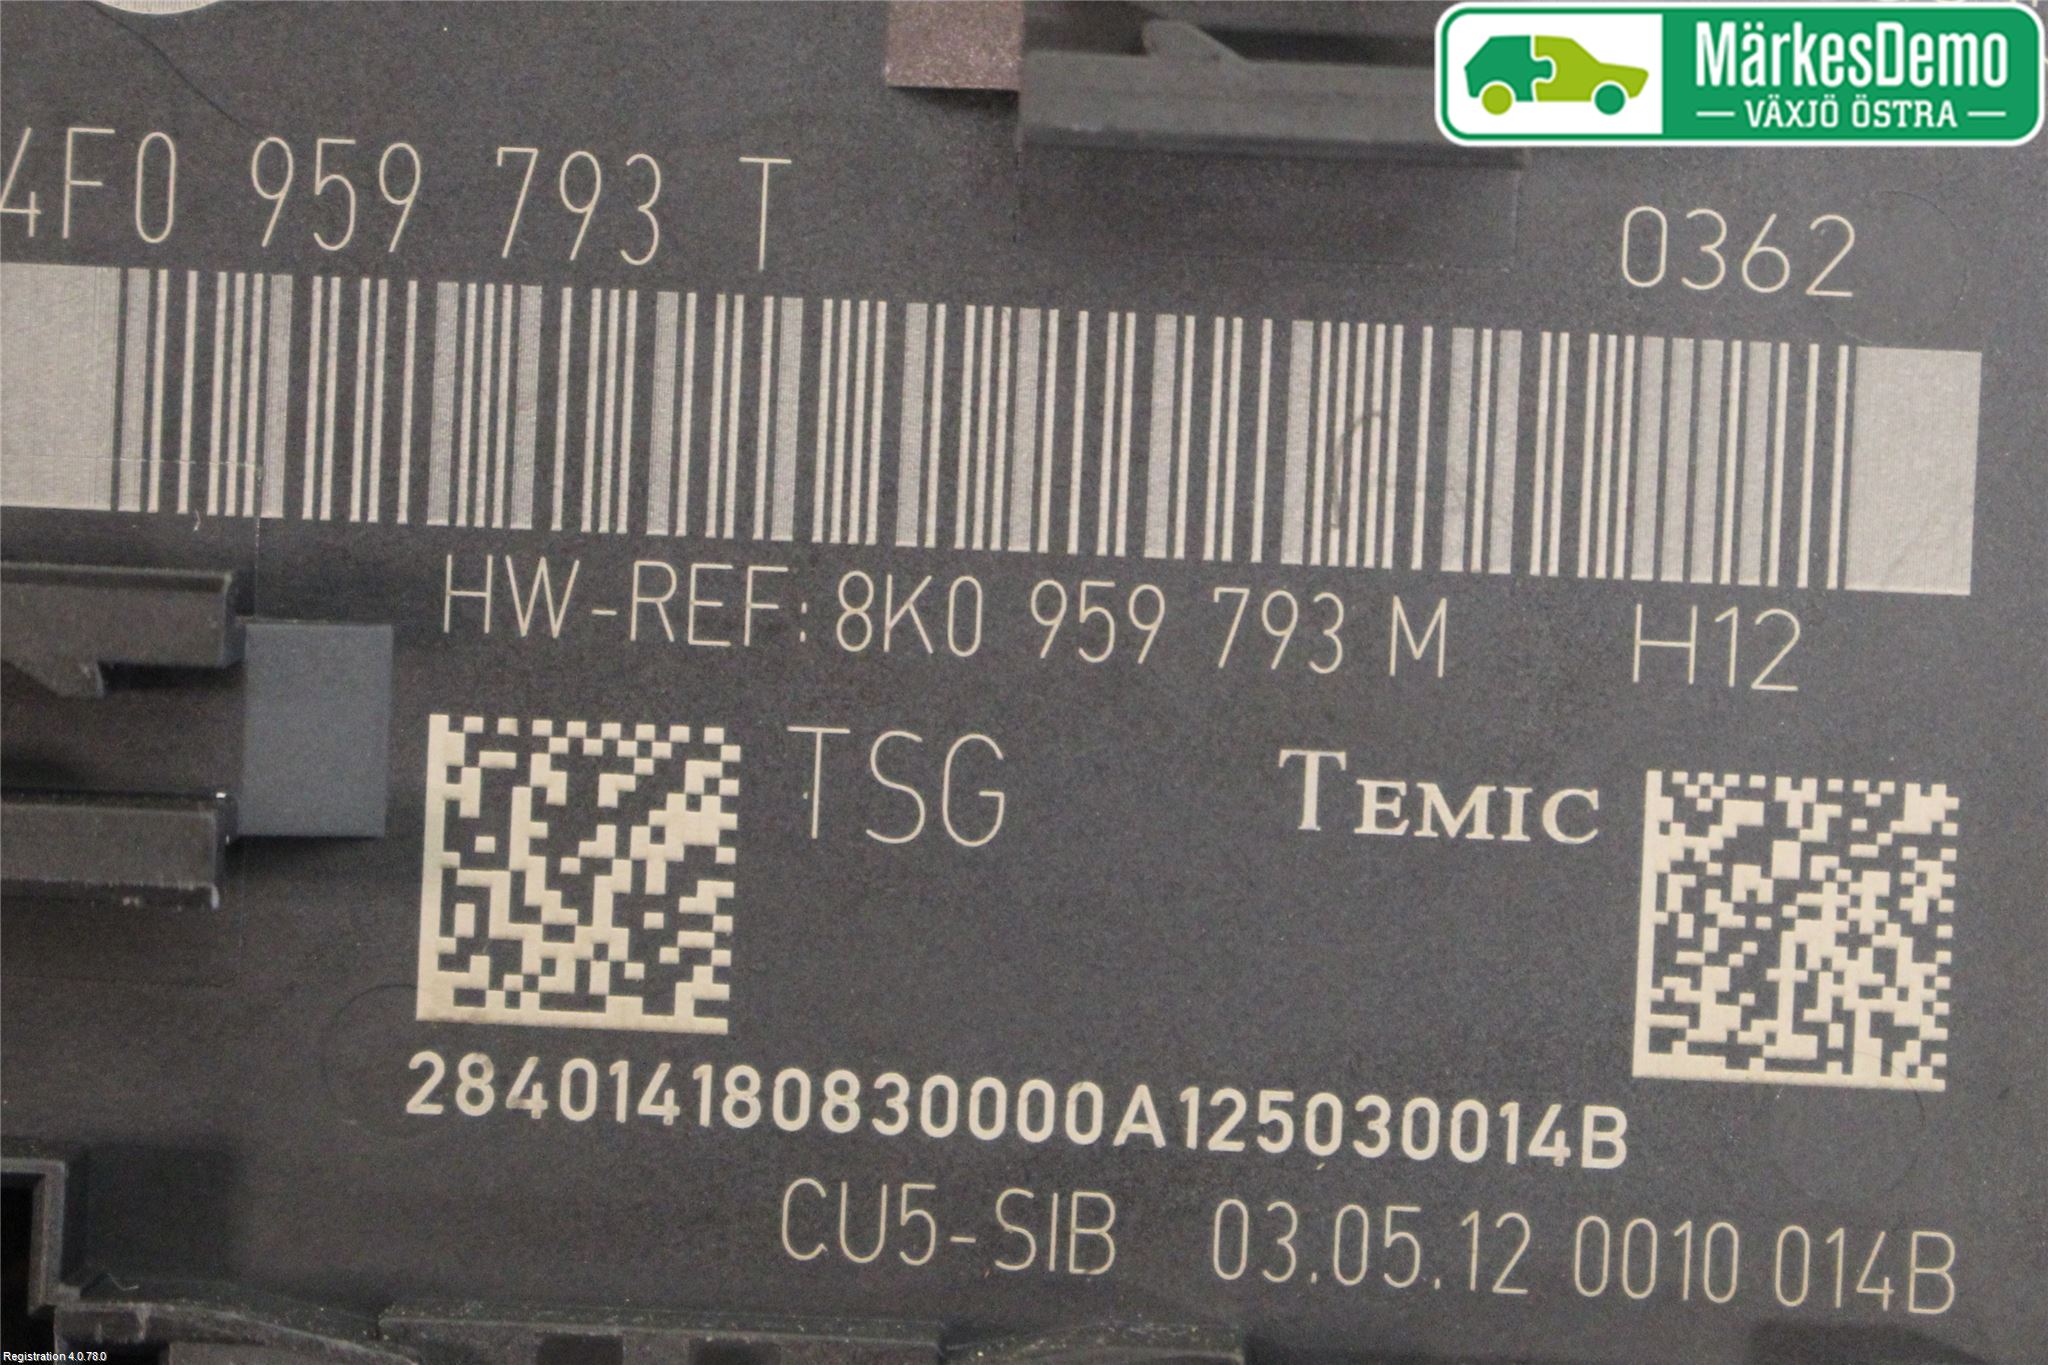 MärkesDemo
VÄXJÖ ÖSTRA
4F0 959 793 T
0362
HW-REF: 8K0 959 793 M H12
TSG
TEMIC
284014180830000A125030014B
CU5-SIB 03.05.12 0010 014B
Registration 4.0.78.0